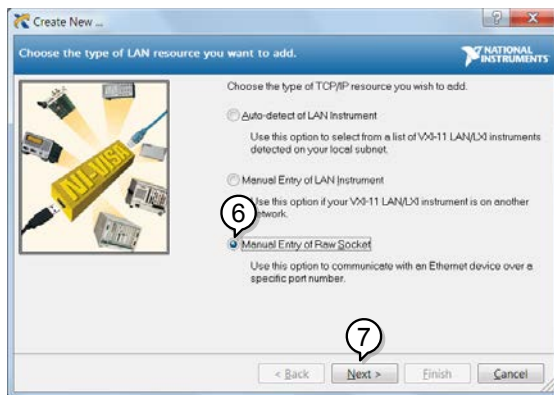 Create New ...
Choose the type of LAN resource you want to add.
NATIONAL
INSTRUMENTS
Choose the type of TCP/IP resource you wish to add.
Auto-detect of LAN Instrument
Use this option to select from a list of VXI-11 LAN/LXI instruments
detected on your local subnet.
Manual Entry of LAN Instrument
Use this option if your VXI-11 LAN/LXI instrument is on another
network.
6
Manual Entry of Raw Socket
Use this option to communicate with an Ethernet device over a
specific port number.
NI-VISA
7
< Back
Next >
Finish
Cancel